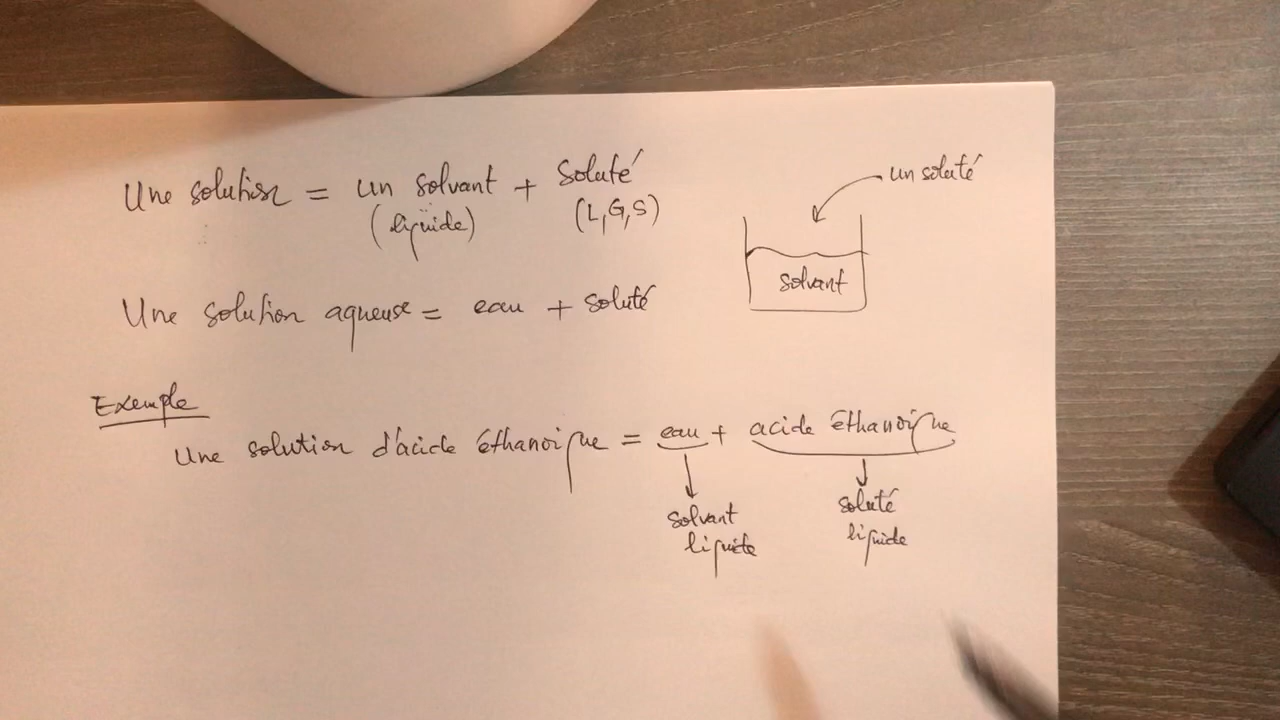 Une solution = un solvant + Soluté
(liquide) (L, G, S)
un soluté
solvant
Une solution aqueuse = eau + soluté
Exemple
Une solution d'acide éthanoïque = eau + acide éthanoïque
solvant liquide
soluté liquide